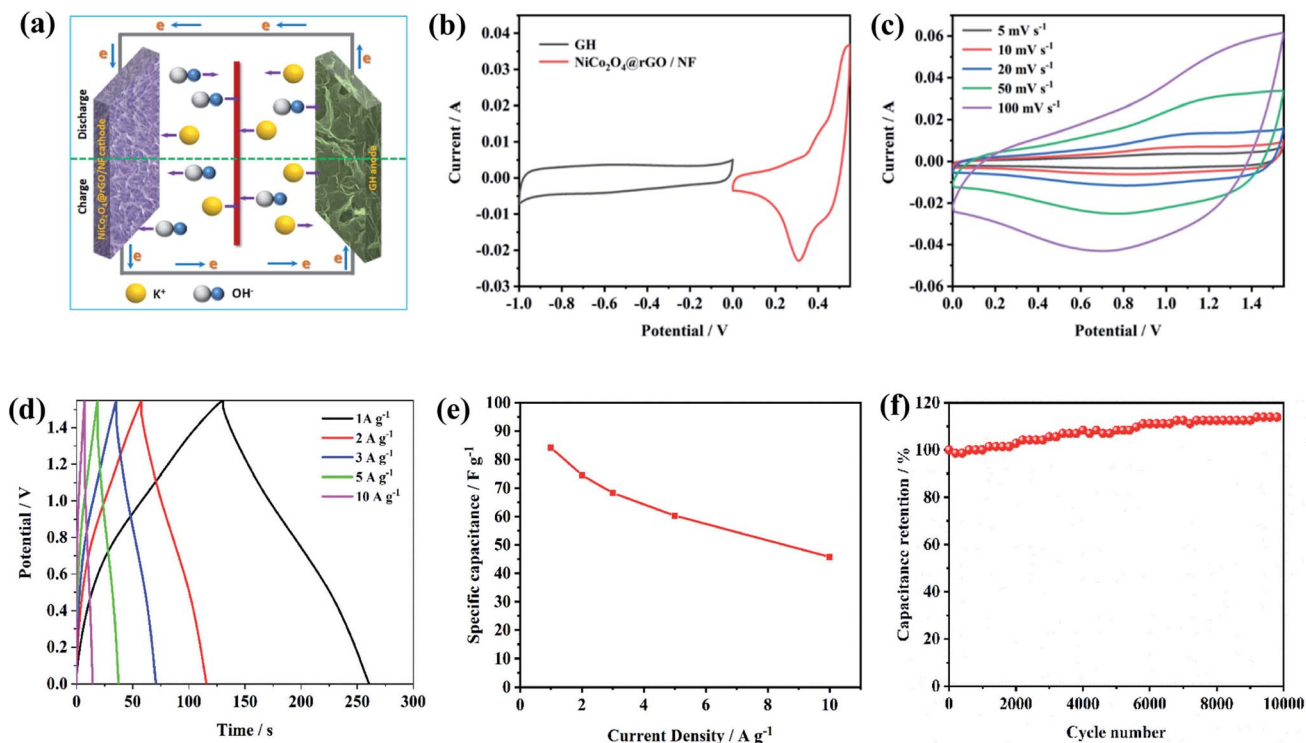 (a)
e
e
e
e
Discharge
Charge
NiCo₂O₄@rGO/NF cathode
GH anode
e
e
e
e
K⁺
OH⁻
(b)
GH
NiCo₂O₄@rGO / NF
0.04
0.03
0.02
0.01
0.00
-0.01
-0.02
-0.03
Current / A
-1.0 -0.8 -0.6 -0.4 -0.2 0.0 0.2 0.4
Potential / V
(c)
5 mV s⁻¹
10 mV s⁻¹
20 mV s⁻¹
50 mV s⁻¹
100 mV s⁻¹
0.06
0.04
0.02
0.00
-0.02
-0.04
-0.06
Current / A
0.0 0.2 0.4 0.6 0.8 1.0 1.2 1.4
Potential / V
(d)
1A g⁻¹
2 A g⁻¹
3 A g⁻¹
5 A g⁻¹
10 A g⁻¹
1.4
1.2
1.0
0.8
0.6
0.4
0.2
0.0
Potential / V
0 50 100 150 200 250 300
Time / s
(e)
100
90
80
70
60
50
40
30
20
10
0
Specific capacitance / F g⁻¹
0 2 4 6 8 10
Current Density / A g⁻¹
(f)
120
100
80
60
40
20
0
Capacitance retention / %
0 2000 4000 6000 8000 10000
Cycle number